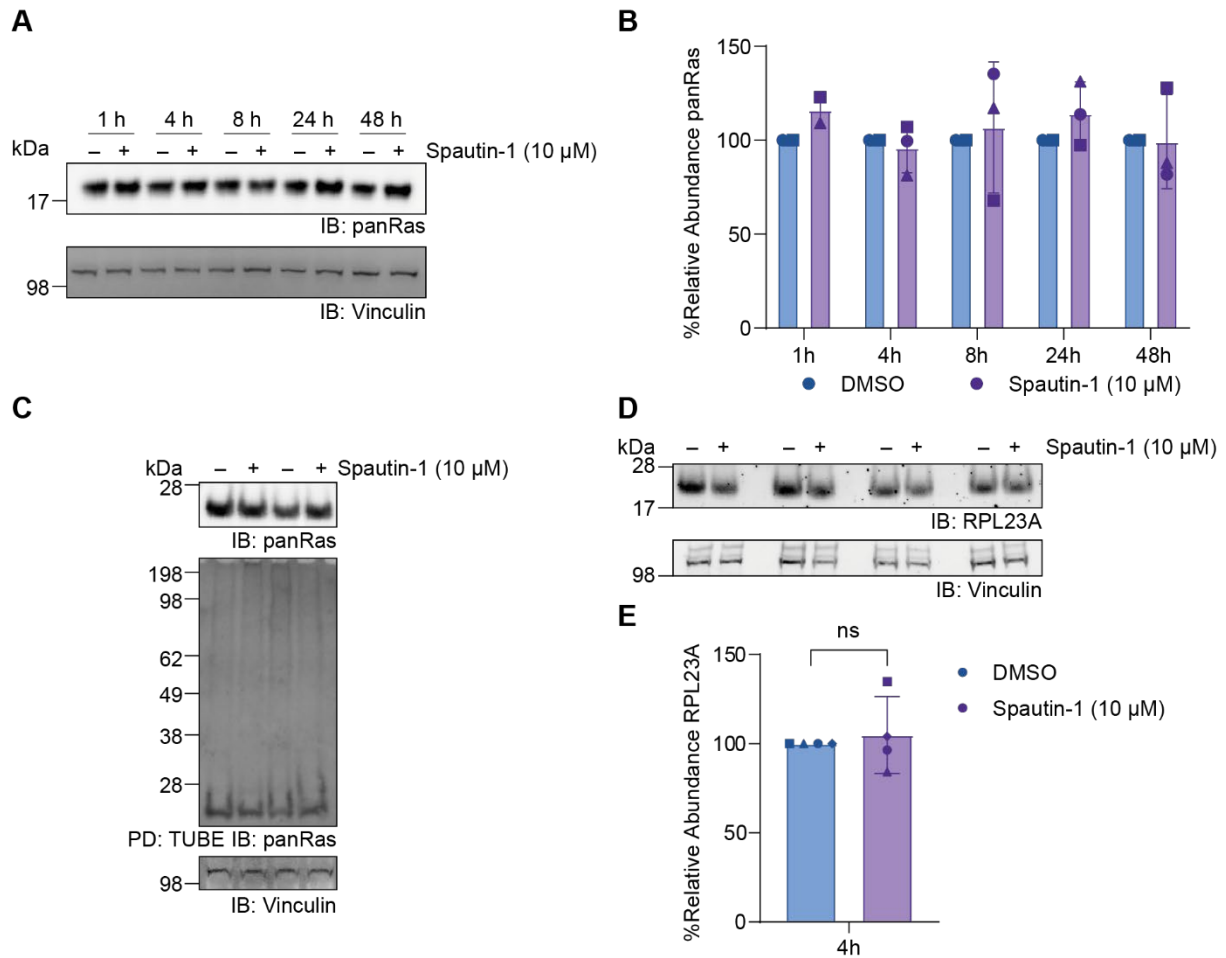 A
1 h 4 h 8 h 24 h 48 h
kDa – + – + – + – + – + Spautin-1 (10 µM)
17
IB: panRas
98
IB: Vinculin
B
%Relative Abundance panRas
150
100
50
0
1h 4h 8h 24h 48h
DMSO Spautin-1 (10 µM)
C
kDa – + – + Spautin-1 (10 µM)
28
IB: panRas
198
98
62
49
38
28
PD: TUBE IB: panRas
98
IB: Vinculin
D
kDa – + – + – + – + Spautin-1 (10 µM)
28
17
IB: RPL23A
98
IB: Vinculin
E
%Relative Abundance RPL23A
150
100
50
0
ns
4h
DMSO
Spautin-1 (10 µM)